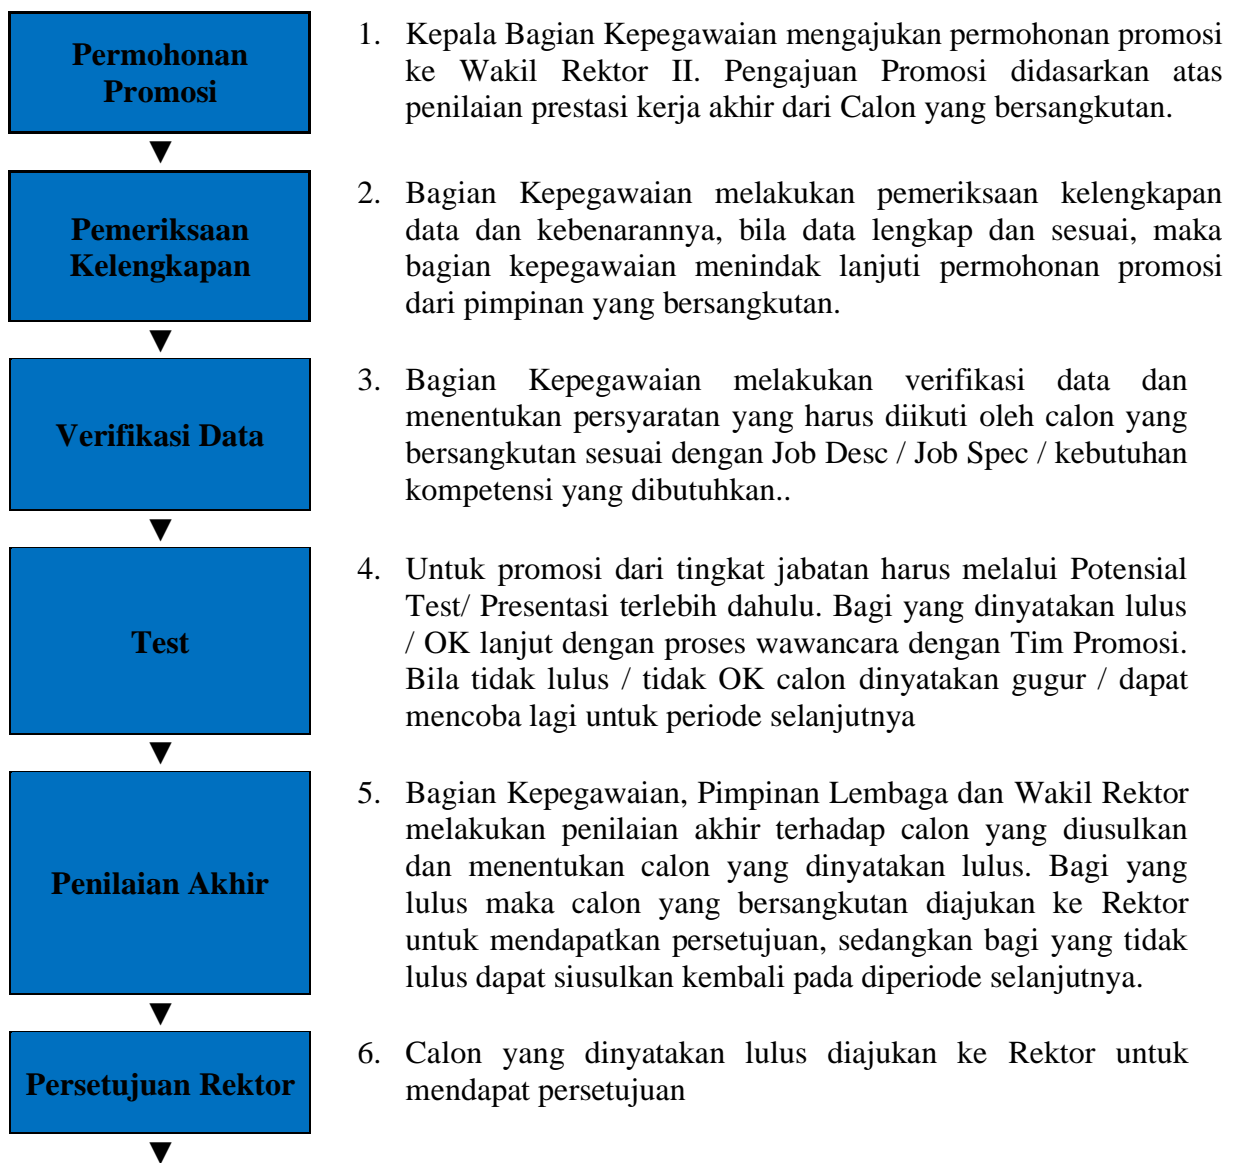 Permohonan
Promosi
1. Kepala Bagian Kepegawaian mengajukan permohonan promosi
ke Wakil Rektor II. Pengajuan Promosi didasarkan atas
penilaian prestasi kerja akhir dari Calon yang bersangkutan.
Pemeriksaan
Kelengkapan
2. Bagian Kepegawaian melakukan pemeriksaan kelengkapan
data dan kebenarannya, bila data lengkap dan sesuai, maka
bagian kepegawaian menindak lanjuti permohonan promosi
dari pimpinan yang bersangkutan.
Verifikasi Data
3. Bagian Kepegawaian melakukan verifikasi data dan
menentukan persyaratan yang harus diikuti oleh calon yang
bersangkutan sesuai dengan Job Desc / Job Spec / kebutuhan
kompetensi yang dibutuhkan..
Test
4. Untuk promosi dari tingkat jabatan harus melalui Potensial
Test/ Presentasi terlebih dahulu. Bagi yang dinyatakan lulus
/ OK lanjut dengan proses wawancara dengan Tim Promosi.
Bila tidak lulus / tidak OK calon dinyatakan gugur / dapat
mencoba lagi untuk periode selanjutnya
Penilaian Akhir
5. Bagian Kepegawaian, Pimpinan Lembaga dan Wakil Rektor
melakukan penilaian akhir terhadap calon yang diusulkan
dan menentukan calon yang dinyatakan lulus. Bagi yang
lulus maka calon yang bersangkutan diajukan ke Rektor
untuk mendapatkan persetujuan, sedangkan bagi yang tidak
lulus dapat siusulkan kembali pada diperiode selanjutnya.
Persetujuan Rektor
6. Calon yang dinyatakan lulus diajukan ke Rektor untuk
mendapat persetujuan